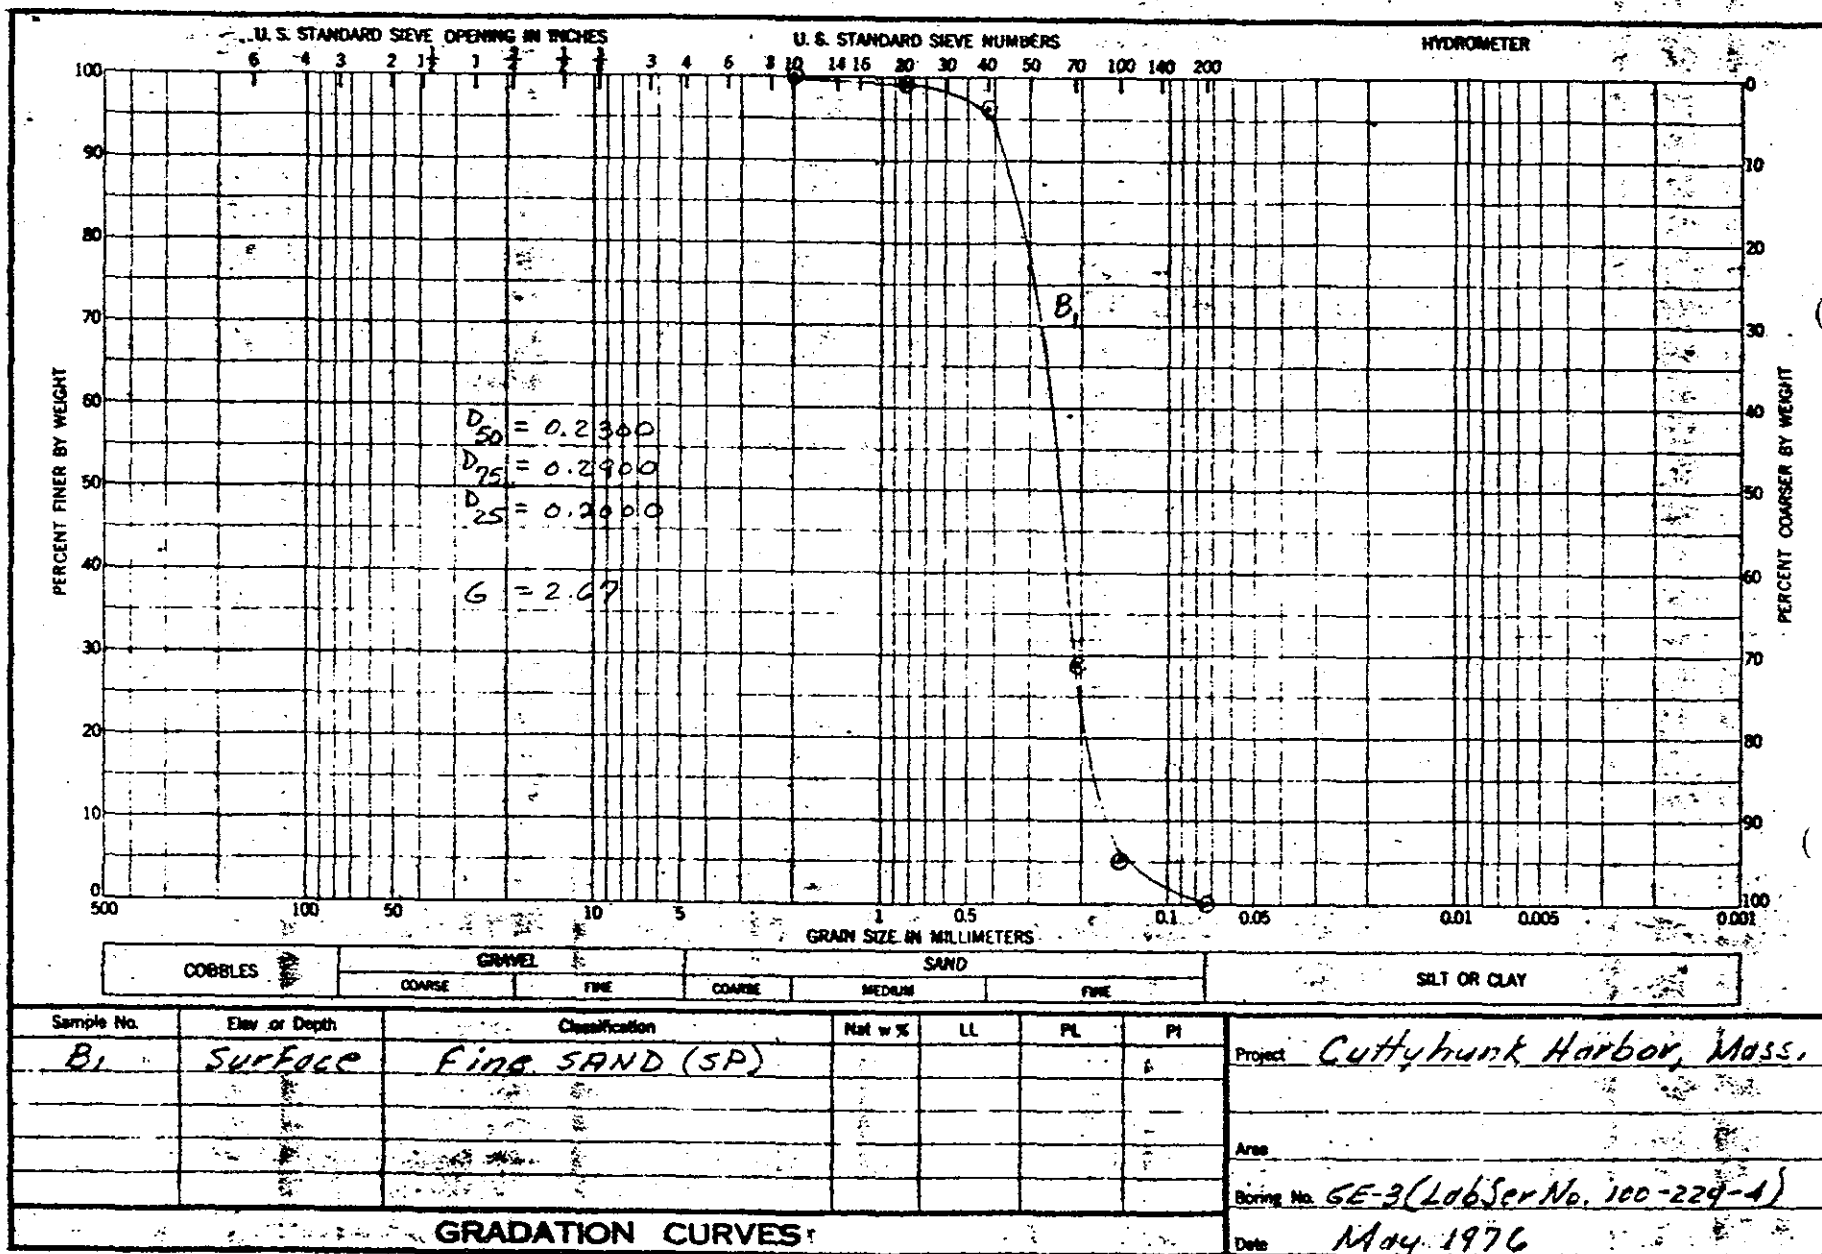 U. S. STANDARD SIEVE OPENING IN INCHES U. S. STANDARD SIEVE NUMBERS HYDROMETER
6 4 3 2 1½ 1 ¾ ½ ⅜ 3 4 6 8 10 14 16 20 30 40 50 70 100 140 200
100 0
90 10
80 20
B1
70 30
60 40
D50 = 0.2300
D75 = 0.2900
50 50
D25 = 0.2000
40 60
G = 2.67
30 70
20 80
10 90
0 100
PERCENT FINER BY WEIGHT
PERCENT COARSER BY WEIGHT
500 100 50 10 5 1 0.5 0.1 0.05 0.01 0.005 0.001
GRAIN SIZE IN MILLIMETERS
COBBLES GRAVEL SAND SILT OR CLAY
COARSE FINE COARSE MEDIUM FINE
Sample No. Elev or Depth Classification Nat w % LL PL PI
B1 Surface Fine SAND (SP)
Project Cuttyhunk Harbor, Mass.
Area
Boring No. GE-3 (Lab Ser No. 100-229-4)
GRADATION CURVES
Date May 1976